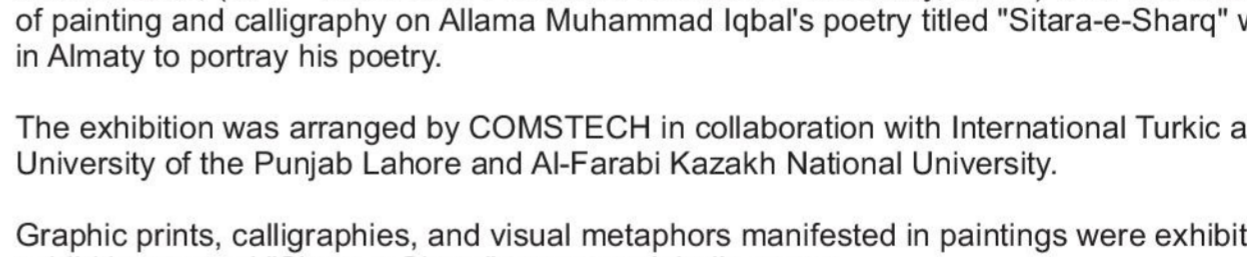 of painting and calligraphy on Allama Muhammad Iqbal's poetry titled "Sitara-e-Sharq"
in Almaty to portray his poetry.
The exhibition was arranged by COMSTECH in collaboration with International Turkic a
University of the Punjab Lahore and Al-Farabi Kazakh National University.
Graphic prints, calligraphies, and visual metaphors manifested in paintings were exhibit